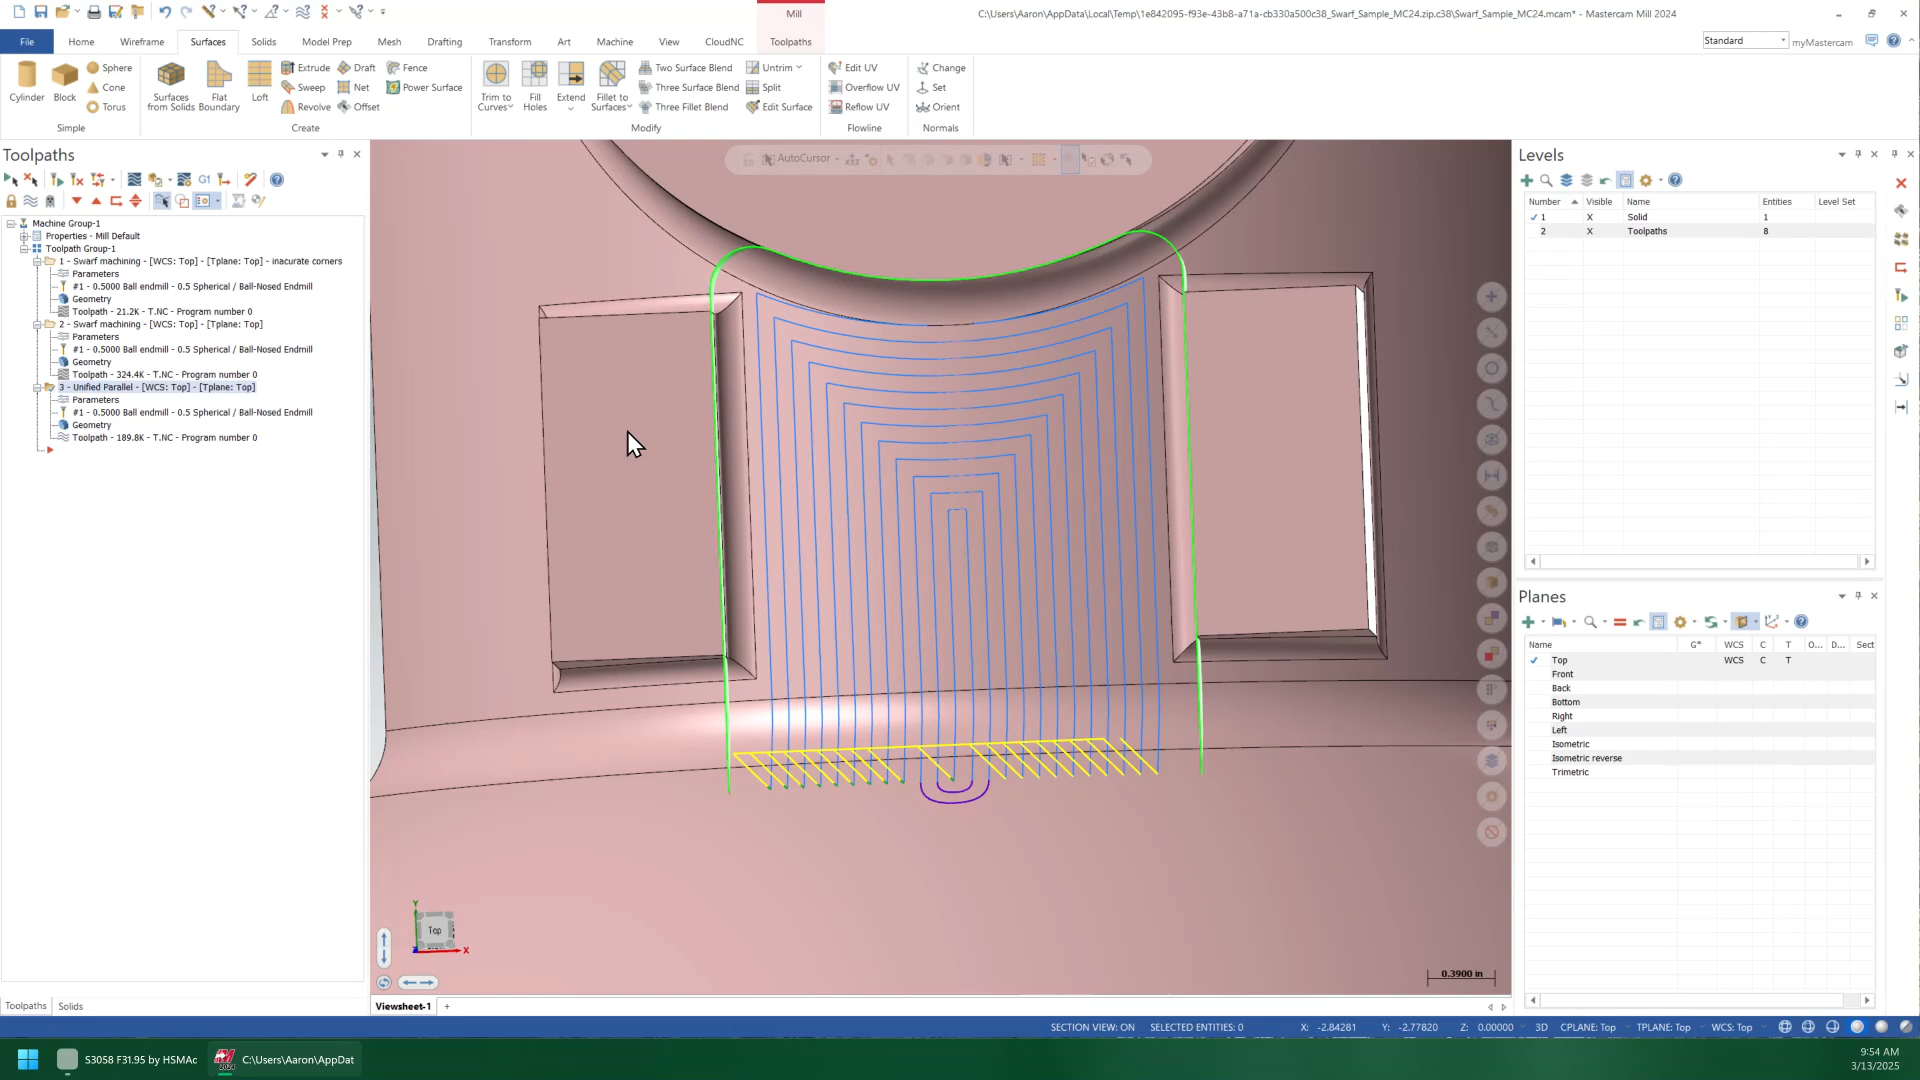 Mill
C:\Users\Aaron\AppData\Local\Temp\1e842095-f93e-43b8-a71a-cb330a500c38_Swarf_Sample_MC24.zip.c38\Swarf_Sample_MC24.mcam* - Mastercam Mill 2024
File Home Wireframe Surfaces Solids Model Prep Mesh Drafting Transform Art Machine View CloudNC Toolpaths
Standard myMastercam
Cylinder Block Sphere Cone Torus
Simple
Surfaces from Solids Flat Boundary Loft Extrude Sweep Revolve Draft Net Offset Fence Power Surface
Create
Trim to Curves Fill Holes Extend Fillet to Surfaces Two Surface Blend Three Surface Blend Three Fillet Blend Untrim Split Edit Surface
Modify
Edit UV Overflow UV Reflow UV
Flowline
Change Set Orient
Normals
Toolpaths
G1
Machine Group-1
Properties - Mill Default
Toolpath Group-1
1 - Swarf machining - [WCS: Top] - [Tplane: Top] - inacurate corners
Parameters
#1 - 0.5000 Ball endmill - 0.5 Spherical / Ball-Nosed Endmill
Geometry
Toolpath - 21.2K - T.NC - Program number 0
2 - Swarf machining - [WCS: Top] - [Tplane: Top]
Parameters
#1 - 0.5000 Ball endmill - 0.5 Spherical / Ball-Nosed Endmill
Geometry
Toolpath - 324.4K - T.NC - Program number 0
3 - Unified Parallel - [WCS: Top] - [Tplane: Top]
Parameters
#1 - 0.5000 Ball endmill - 0.5 Spherical / Ball-Nosed Endmill
Geometry
Toolpath - 189.8K - T.NC - Program number 0
Toolpaths Solids
AutoCursor
Y
Top
X
0.3900 in
Viewsheet-1 +
Levels
Number Visible Name Entities Level Set
1 X Solid 1
2 X Toolpaths 8
Planes
Name G* WCS C T O... D... Sect
Top WCS C T
Front
Back
Bottom
Right
Left
Isometric
Isometric reverse
Trimetric
SECTION VIEW: ON SELECTED ENTITIES: 0 X: -2.84281 Y: -2.77820 Z: 0.00000 3D CPLANE: Top TPLANE: Top WCS: Top
S3058 F31.95 by HSMAc
C:\Users\Aaron\AppDat
9:54 AM
3/13/2025